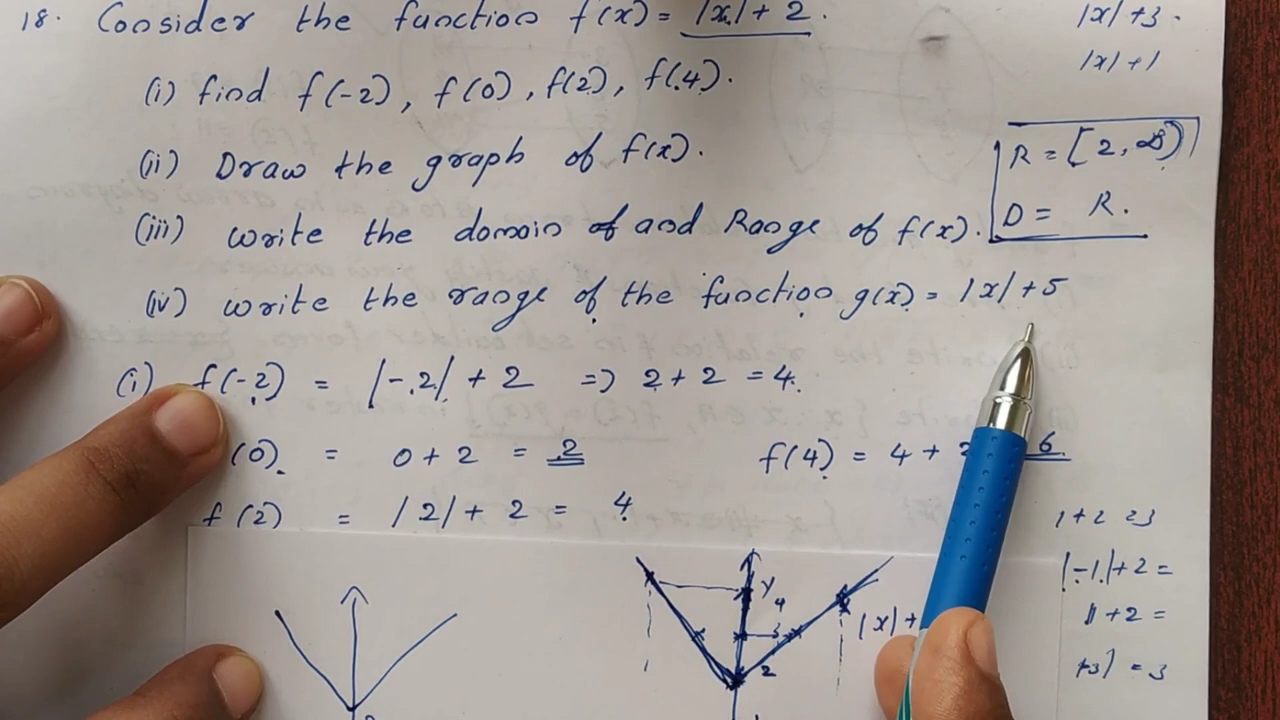 18. Consider the function f(x) = |x| + 2.
|x| + 3.
|x| + 1
(i) find f(-2), f(0), f(2), f(4).
(ii) Draw the graph of f(x).
R = [2, ∞)
D = R.
(iii) write the domain of and Range of f(x).
(iv) write the range of the function g(x) = |x| + 5
(i) f(-2) = |-2| + 2 => 2 + 2 = 4.
(0) = 0 + 2 = 2
f(4) = 4 + 2 6
f(2) = |2| + 2 = 4
1 + 2 = 3
|-1| + 2 =
1 + 2 =
= 3
y
4
3
2
|x| +